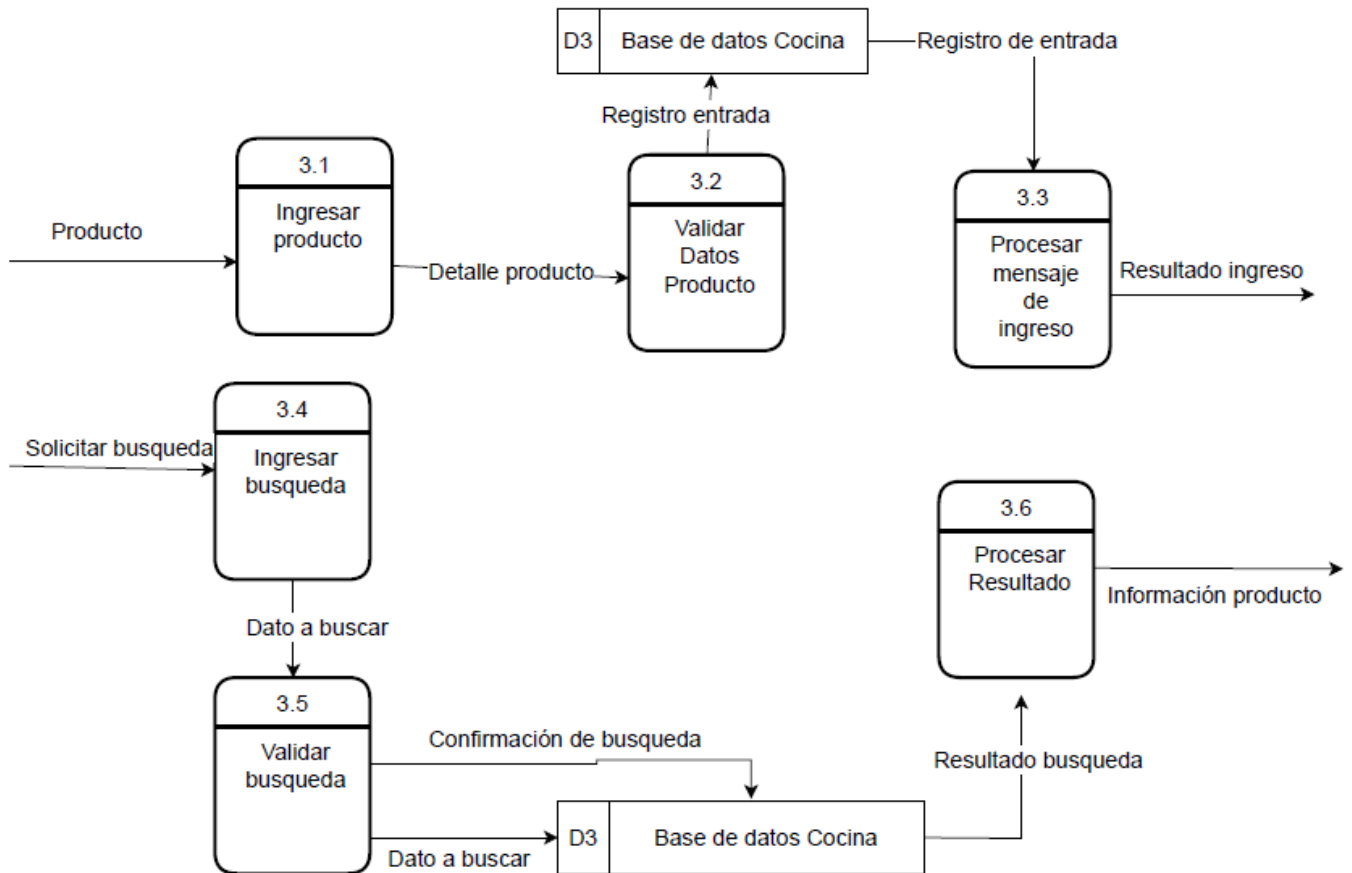 D3
Base de datos Cocina
Registro de entrada
Registro entrada
3.1
Ingresar
producto
3.2
Validar
Datos
Producto
3.3
Procesar
mensaje
de
ingreso
Producto
Detalle producto
Resultado ingreso
3.4
Ingresar
busqueda
Solicitar busqueda
3.6
Procesar
Resultado
Información producto
Dato a buscar
3.5
Validar
busqueda
Confirmación de busqueda
Resultado busqueda
D3
Base de datos Cocina
Dato a buscar